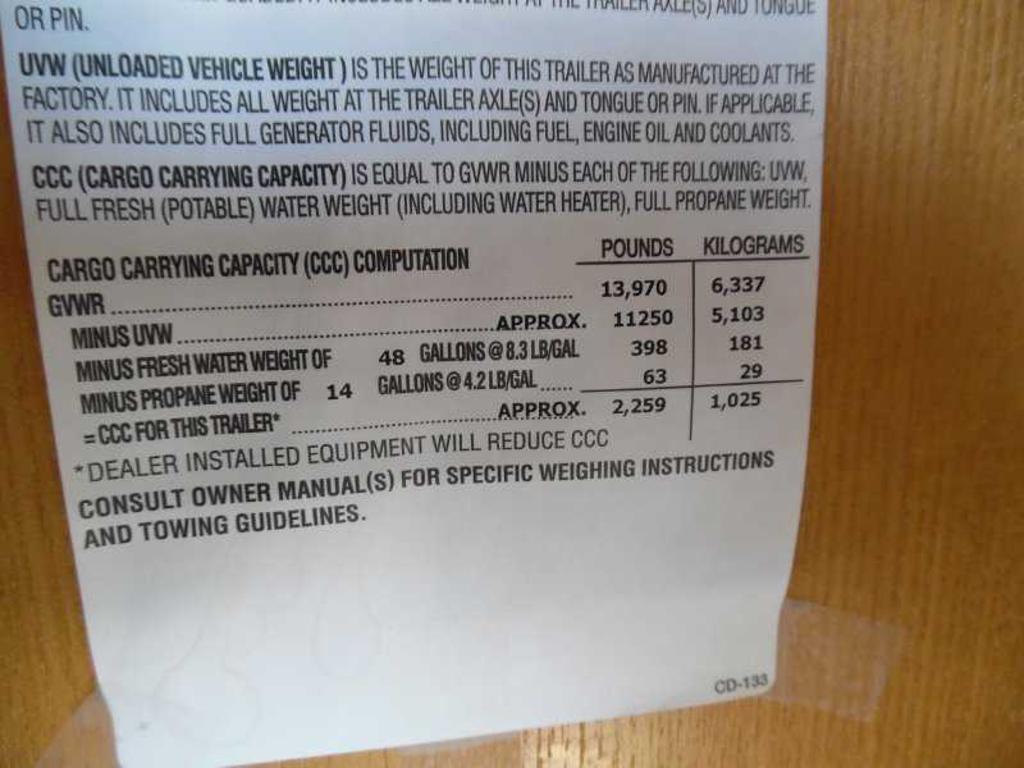 TRAILER AXLE(S) AND TONGUE
OR PIN.
UVW (UNLOADED VEHICLE WEIGHT ) IS THE WEIGHT OF THIS TRAILER AS MANUFACTURED AT THE
FACTORY. IT INCLUDES ALL WEIGHT AT THE TRAILER AXLE(S) AND TONGUE OR PIN. IF APPLICABLE,
IT ALSO INCLUDES FULL GENERATOR FLUIDS, INCLUDING FUEL, ENGINE OIL AND COOLANTS.
CCC (CARGO CARRYING CAPACITY) IS EQUAL TO GVWR MINUS EACH OF THE FOLLOWING: UVW,
FULL FRESH (POTABLE) WATER WEIGHT (INCLUDING WATER HEATER), FULL PROPANE WEIGHT.
CARGO CARRYING CAPACITY (CCC) COMPUTATION POUNDS KILOGRAMS
GVWR 13,970 6,337
MINUS UVW APPROX. 11250 5,103
MINUS FRESH WATER WEIGHT OF 48 GALLONS @ 8.3 LB/GAL 398 181
MINUS PROPANE WEIGHT OF 14 GALLONS @ 4.2 LB/GAL 63 29
= CCC FOR THIS TRAILER* APPROX. 2,259 1,025
*DEALER INSTALLED EQUIPMENT WILL REDUCE CCC
CONSULT OWNER MANUAL(S) FOR SPECIFIC WEIGHING INSTRUCTIONS
AND TOWING GUIDELINES.
CD-133